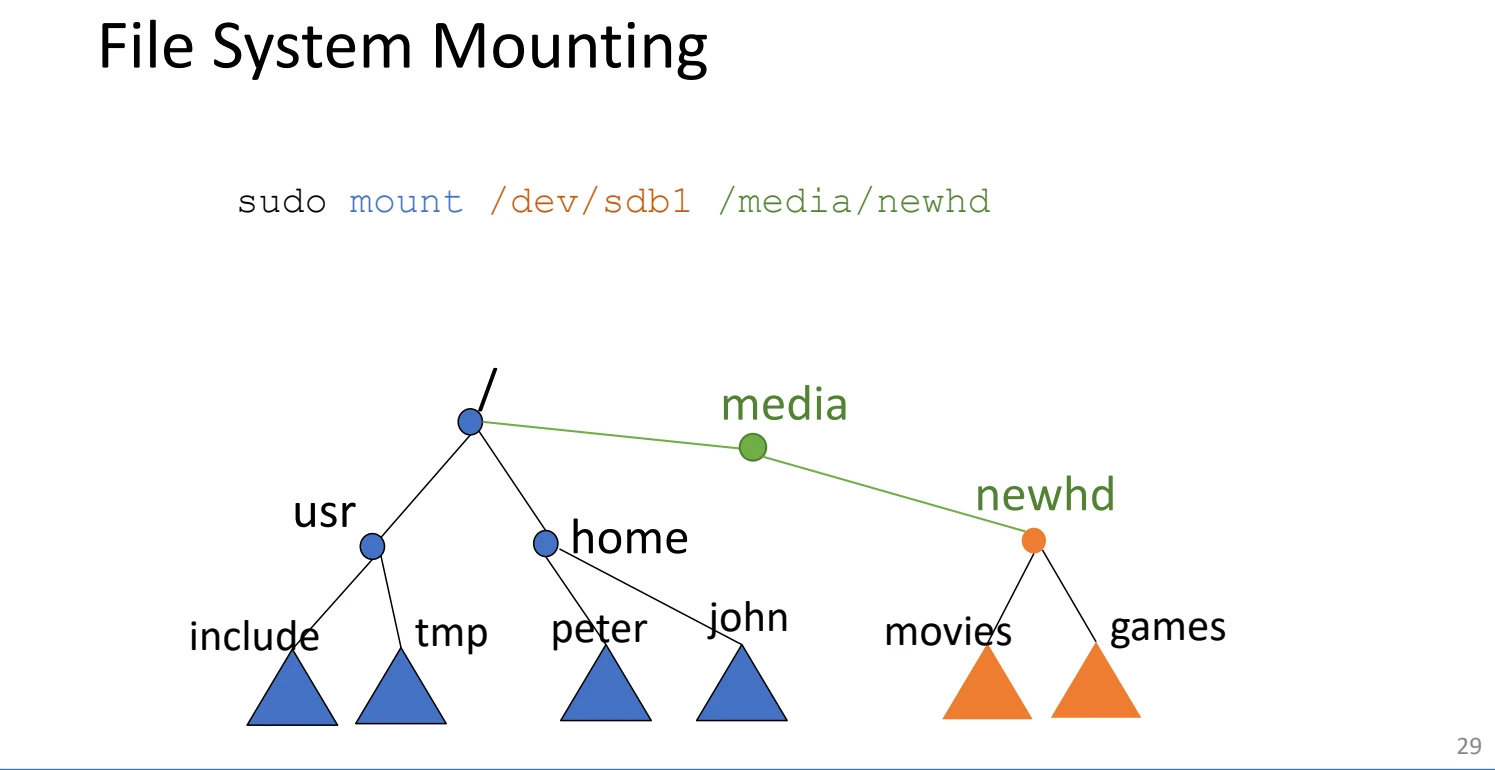 File System Mounting
sudo mount /dev/sdb1 /media/newhd
/
media
newhd
usr
home
include
tmp
peter
john
movies
games
29